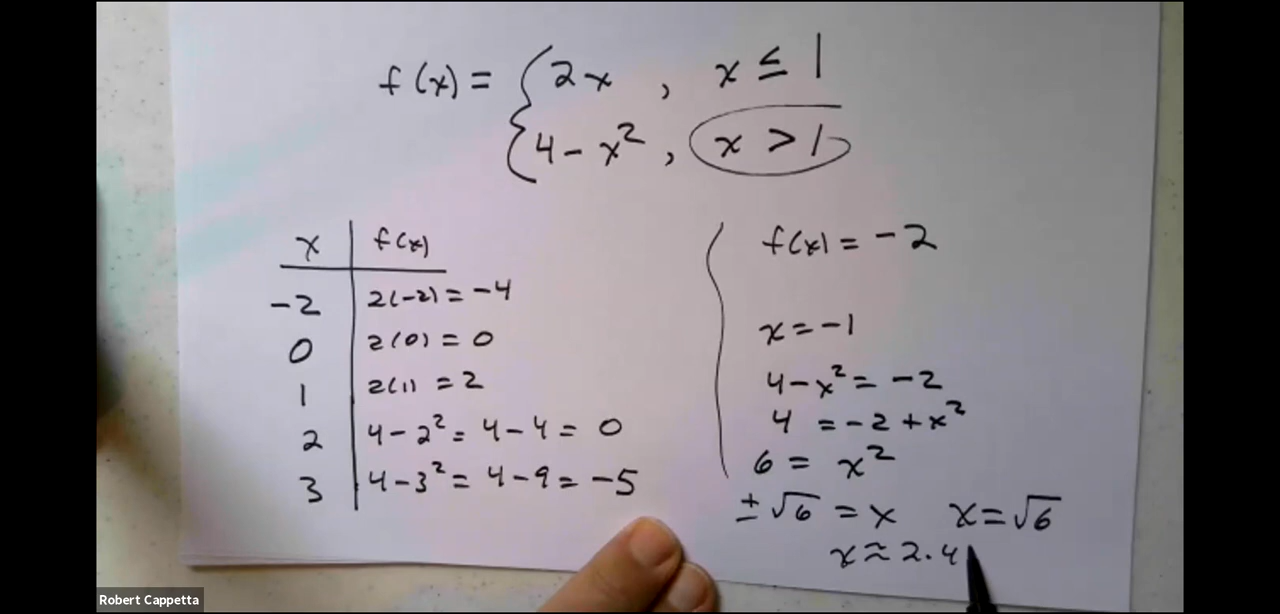 f(x) = { 2x , x ≤ 1
4 - x² , x > 1
x | f(x)
-2 | 2(-2) = -4
0 | 2(0) = 0
1 | 2(1) = 2
2 | 4 - 2² = 4 - 4 = 0
3 | 4 - 3² = 4 - 9 = -5
f(x) = -2
x = -1
4 - x² = -2
4 = -2 + x²
6 = x²
± √6 = x x = √6
x ≈ 2.4
Robert Cappetta